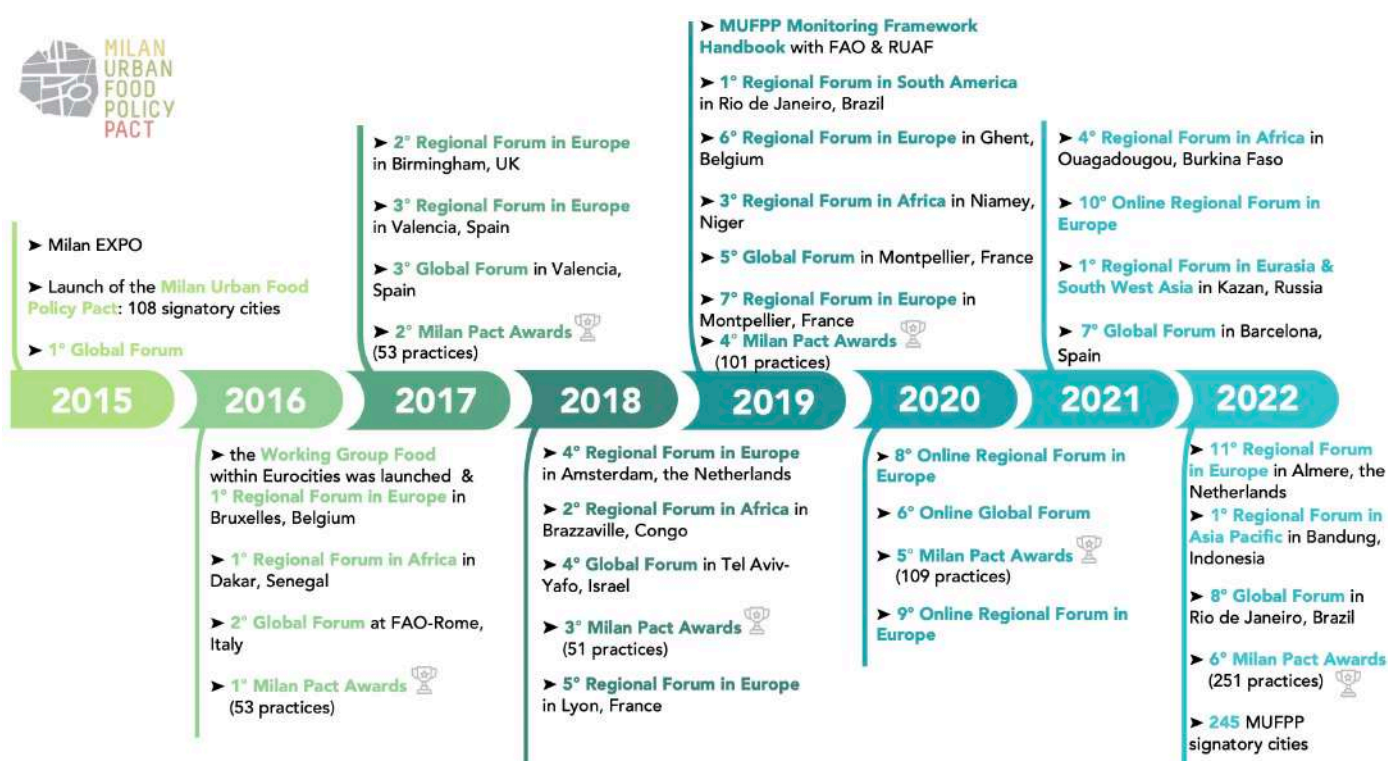 MILAN
URBAN
FOOD
POLICY
PACT
➤ Milan EXPO
➤ Launch of the Milan Urban Food
Policy Pact: 108 signatory cities
➤ 1° Global Forum
2015
2016
➤ the Working Group Food
within Eurocities was launched &
1° Regional Forum in Europe in
Bruxelles, Belgium
➤ 1° Regional Forum in Africa in
Dakar, Senegal
➤ 2° Global Forum at FAO-Rome,
Italy
➤ 1° Milan Pact Awards
(53 practices)
➤ 2° Regional Forum in Europe
in Birmingham, UK
➤ 3° Regional Forum in Europe
in Valencia, Spain
➤ 3° Global Forum in Valencia,
Spain
➤ 2° Milan Pact Awards
(53 practices)
2017
2018
➤ 4° Regional Forum in Europe
in Amsterdam, the Netherlands
➤ 2° Regional Forum in Africa in
Brazzaville, Congo
➤ 4° Global Forum in Tel Aviv-
Yafo, Israel
➤ 3° Milan Pact Awards
(51 practices)
➤ 5° Regional Forum in Europe
in Lyon, France
➤ MUFPP Monitoring Framework
Handbook with FAO & RUAF
➤ 1° Regional Forum in South America
in Rio de Janeiro, Brazil
➤ 6° Regional Forum in Europe in Ghent,
Belgium
➤ 3° Regional Forum in Africa in Niamey,
Niger
➤ 5° Global Forum in Montpellier, France
➤ 7° Regional Forum in Europe in
Montpellier, France
➤ 4° Milan Pact Awards
(101 practices)
2019
2020
➤ 8° Online Regional Forum in
Europe
➤ 6° Online Global Forum
➤ 5° Milan Pact Awards
(109 practices)
➤ 9° Online Regional Forum in
Europe
➤ 4° Regional Forum in Africa in
Ouagadougou, Burkina Faso
➤ 10° Online Regional Forum in
Europe
➤ 1° Regional Forum in Eurasia &
South West Asia in Kazan, Russia
➤ 7° Global Forum in Barcelona,
Spain
2021
2022
➤ 11° Regional Forum
in Europe in Almere, the
Netherlands
➤ 1° Regional Forum in
Asia Pacific in Bandung,
Indonesia
➤ 8° Global Forum in
Rio de Janeiro, Brazil
➤ 6° Milan Pact Awards
(251 practices)
➤ 245 MUFPP
signatory cities